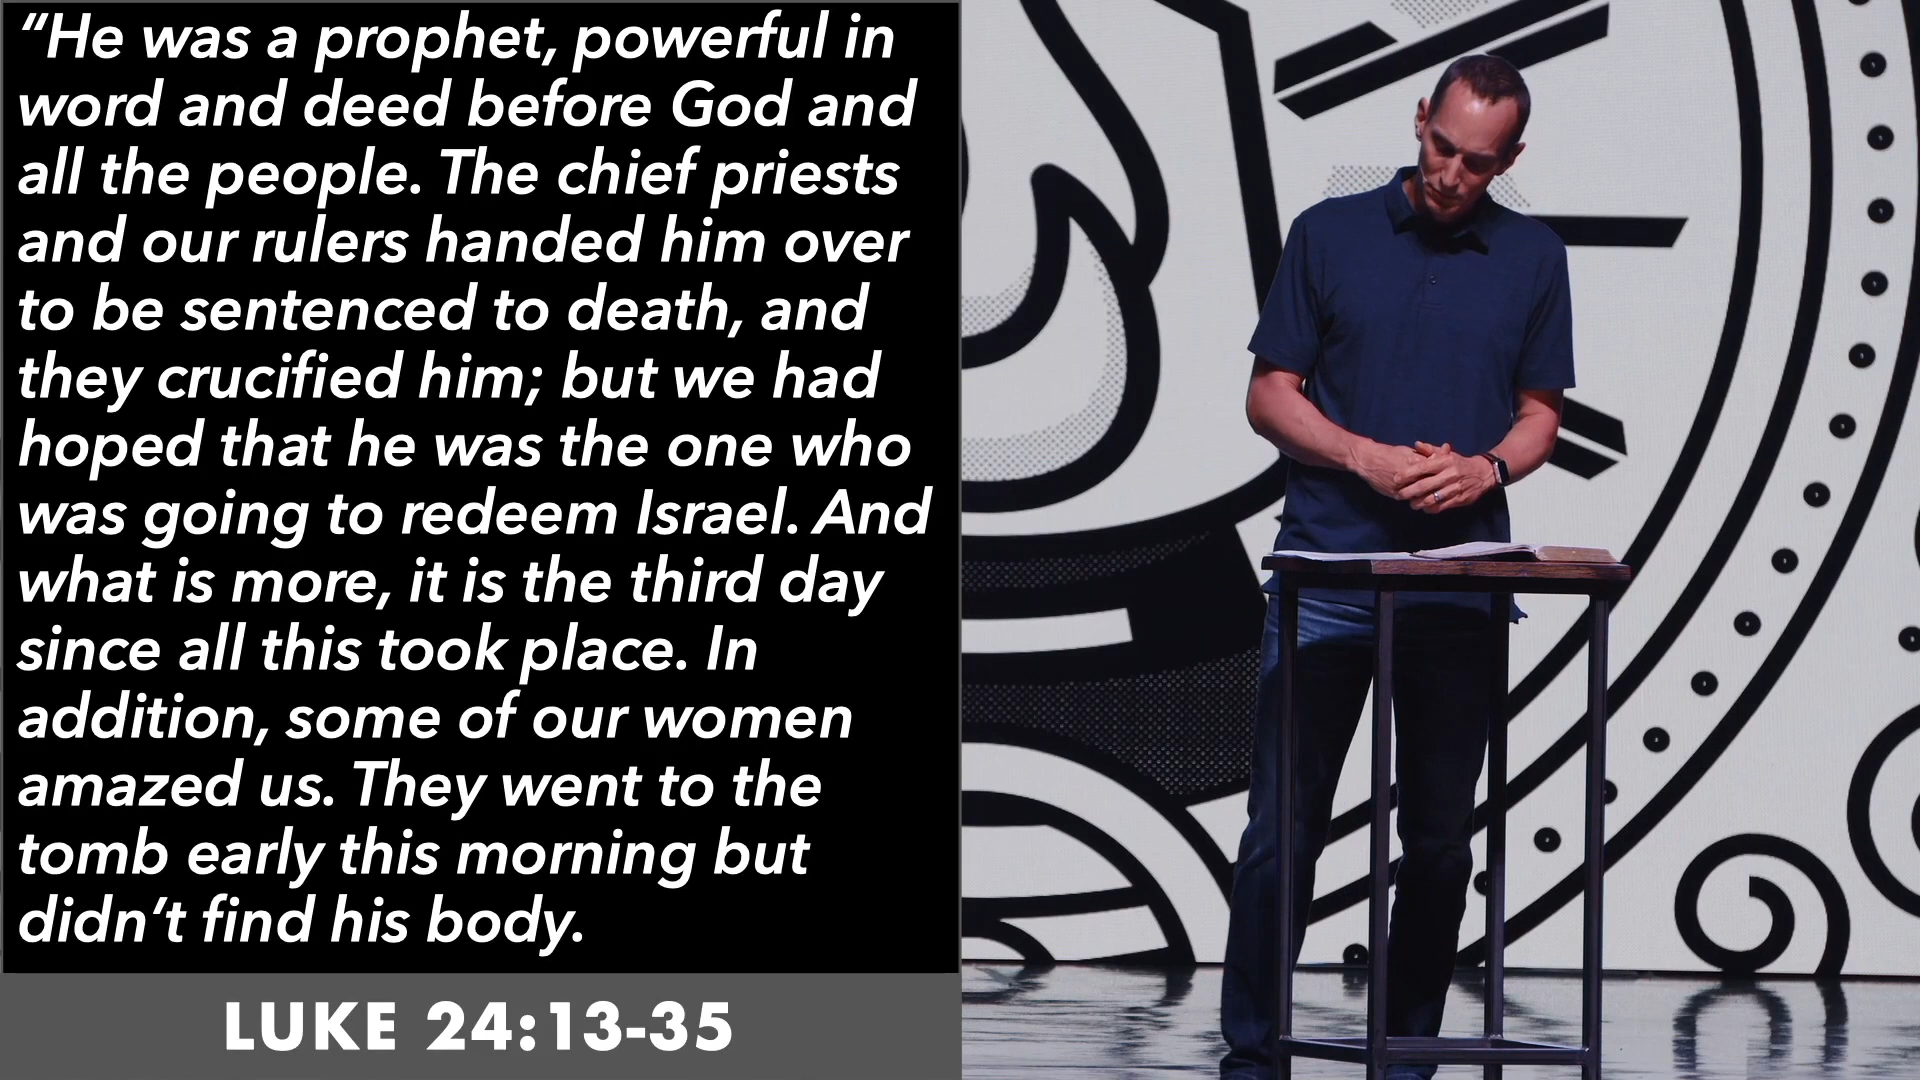 “He was a prophet, powerful in
word and deed before God and
all the people. The chief priests
and our rulers handed him over
to be sentenced to death, and
they crucified him; but we had
hoped that he was the one who
was going to redeem Israel. And
what is more, it is the third day
since all this took place. In
addition, some of our women
amazed us. They went to the
tomb early this morning but
didn’t find his body.
LUKE 24:13-35